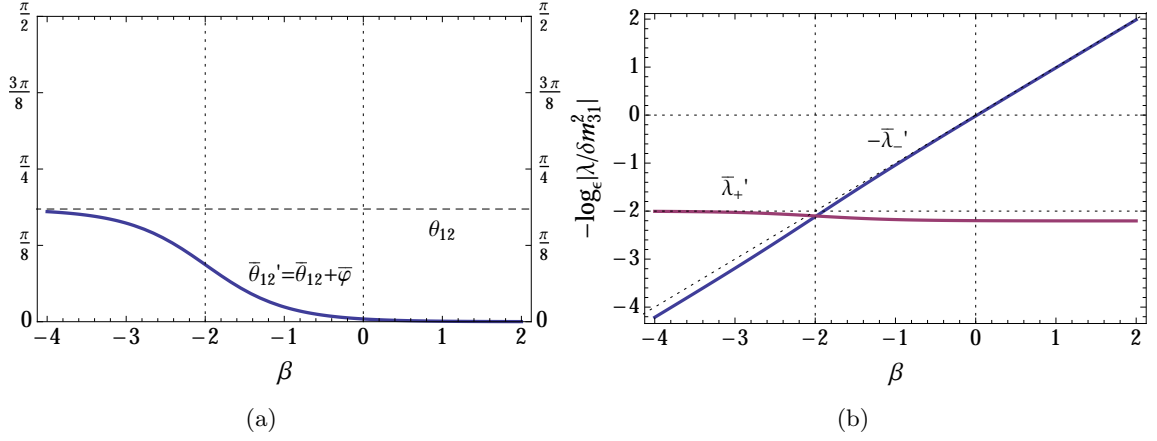 π/2
3π/8
π/4
π/8
0
π/2
3π/8
π/4
π/8
0
θ₁₂
θ̅₁₂'=θ̅₁₂+φ̅
−4 −3 −2 −1 0 1 2
β
(a)
−logε|λ/δm²₃₁|
2
1
0
−1
−2
−3
−4
−λ̅₋'
λ̅₊'
−4 −3 −2 −1 0 1 2
β
(b)